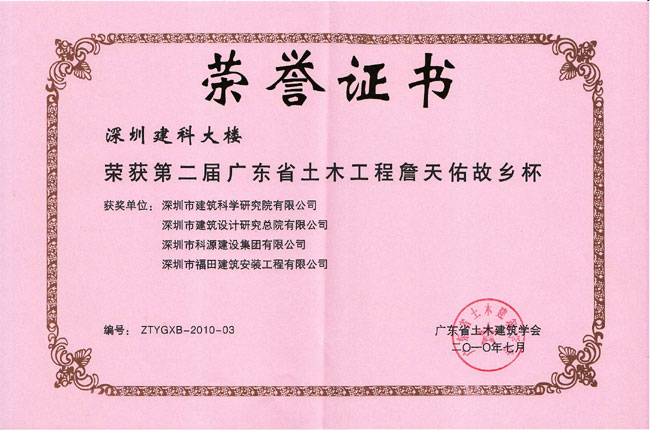 荣誉证书
深圳建科大楼
荣获第二届广东省土木工程詹天佑故乡杯
获奖单位：深圳市建筑科学研究院有限公司
深圳市建筑设计研究总院有限公司
深圳市科源建设集团有限公司
深圳市福田建筑安装工程有限公司
编号：ZTYGXB-2010-03
广东省土木建筑学会
二〇一〇年七月